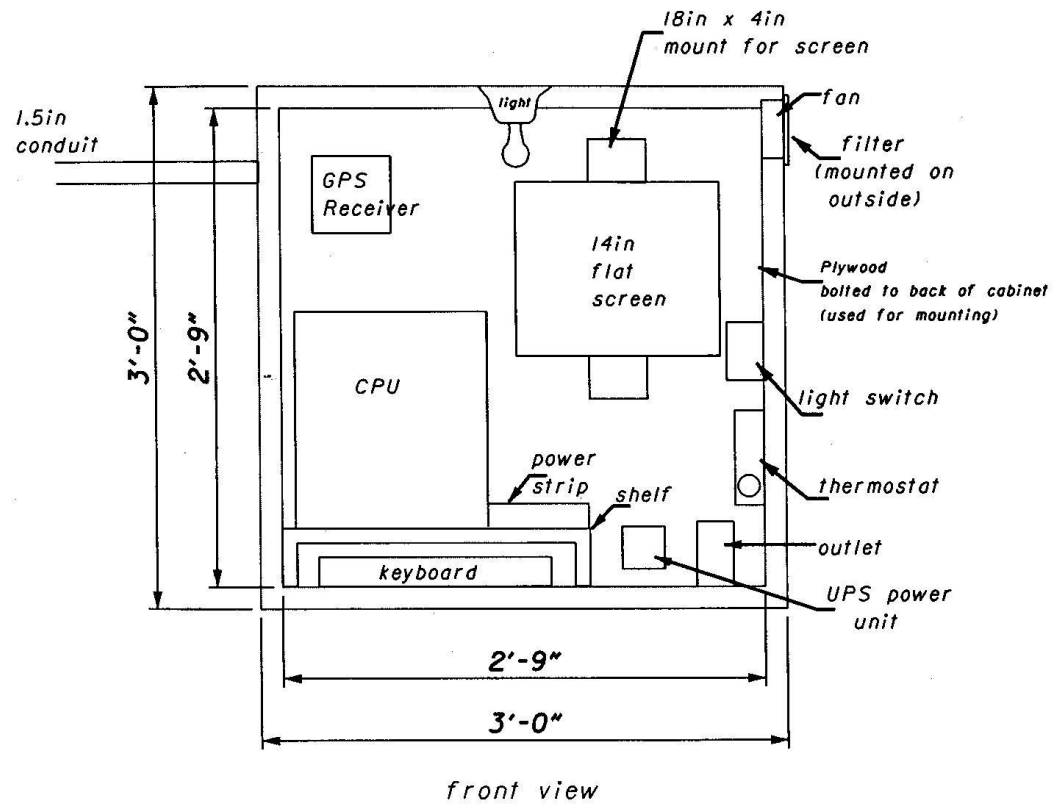 18in x 4in
mount for screen
light
fan
1.5in
conduit
filter
(mounted on
outside)
GPS
Receiver
14in
flat
screen
Plywood
bolted to back of cabinet
(used for mounting)
3'-0"
2'-9"
CPU
light switch
power
strip
shelf
thermostat
outlet
keyboard
UPS power
unit
2'-9"
3'-0"
front view